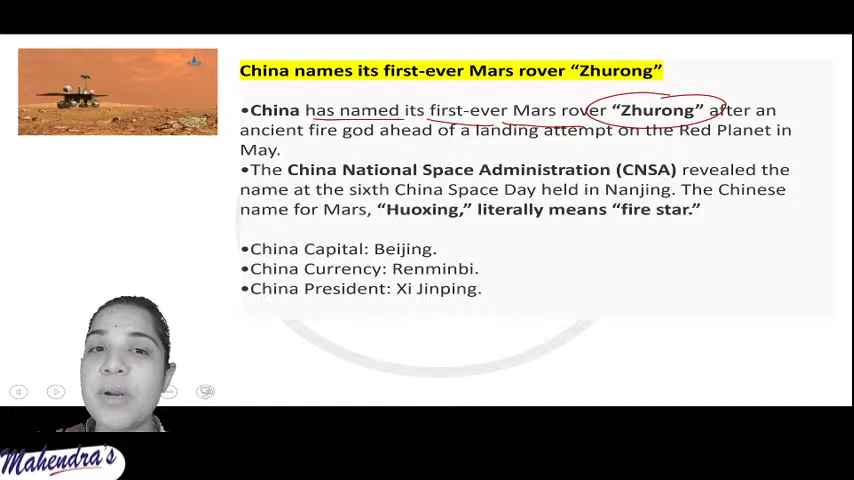 China names its first-ever Mars rover “Zhurong”
•China has named its first-ever Mars rover “Zhurong” after an
ancient fire god ahead of a landing attempt on the Red Planet in
May.
•The China National Space Administration (CNSA) revealed the
name at the sixth China Space Day held in Nanjing. The Chinese
name for Mars, “Huoxing,” literally means “fire star.”
•China Capital: Beijing.
•China Currency: Renminbi.
•China President: Xi Jinping.
Mahendra's